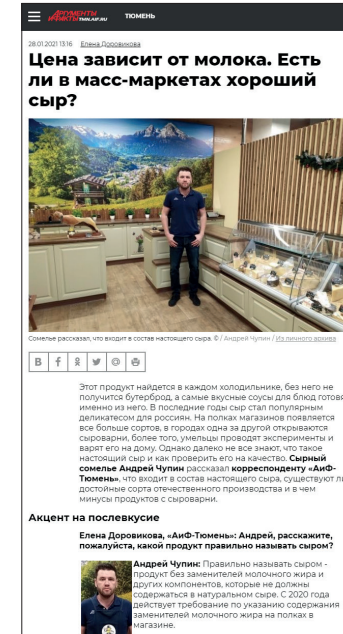 АРГУМЕНТЫ
И ФАКТЫ TMN.AIF.RU
ТЮМЕНЬ
28.01.2021 13:16 Елена Доровикова
Цена зависит от молока. Есть
ли в масс-маркетах хороший
сыр?
Сомелье рассказал, что входит в состав настоящего сыра. © / Андрей Чупин / Из личного архива
Этот продукт найдется в каждом холодильнике, без него не
получится бутерброд, а самые вкусные соусы для блюд готовя
именно из него. В последние годы сыр стал популярным
деликатесом для россиян. На полках магазинов появляется
все больше сортов, в городах одна за другой открываются
сыроварни, более того, умельцы проводят эксперименты и
варят его на дому. Однако далеко не все знают, что такое
настоящий сыр и как проверить его на качество. Сырный
сомелье Андрей Чупин рассказал корреспонденту «АиФ-
Тюмень», что входит в состав настоящего сыра, существуют л
достойные сорта отечественного производства и в чем
минусы продуктов с сыроварни.
Акцент на послевкусие
Елена Доровикова, «АиФ-Тюмень»: Андрей, расскажите,
пожалуйста, какой продукт правильно называть сыром?
Андрей Чупин: Правильно называть сыром -
продукт без заменителей молочного жира и
других компонентов, которые не должны
содержаться в натуральном сыре. С 2020 года
действует требование по указанию содержания
заменителей молочного жира на полках в
магазине.